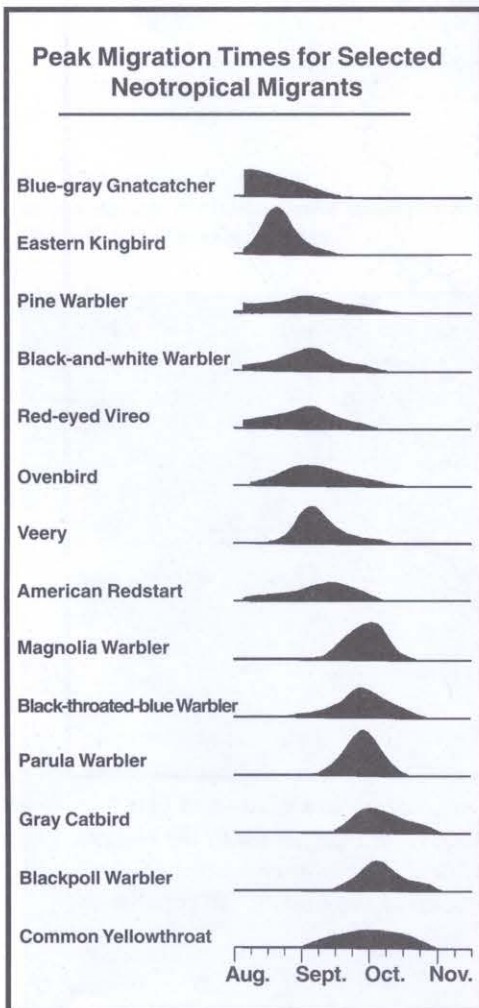 Peak Migration Times for Selected
Neotropical Migrants
Blue-gray Gnatcatcher
Eastern Kingbird
Pine Warbler
Black-and-white Warbler
Red-eyed Vireo
Ovenbird
Veery
American Redstart
Magnolia Warbler
Black-throated-blue Warbler
Parula Warbler
Gray Catbird
Blackpoll Warbler
Common Yellowthroat
Aug. Sept. Oct. Nov.